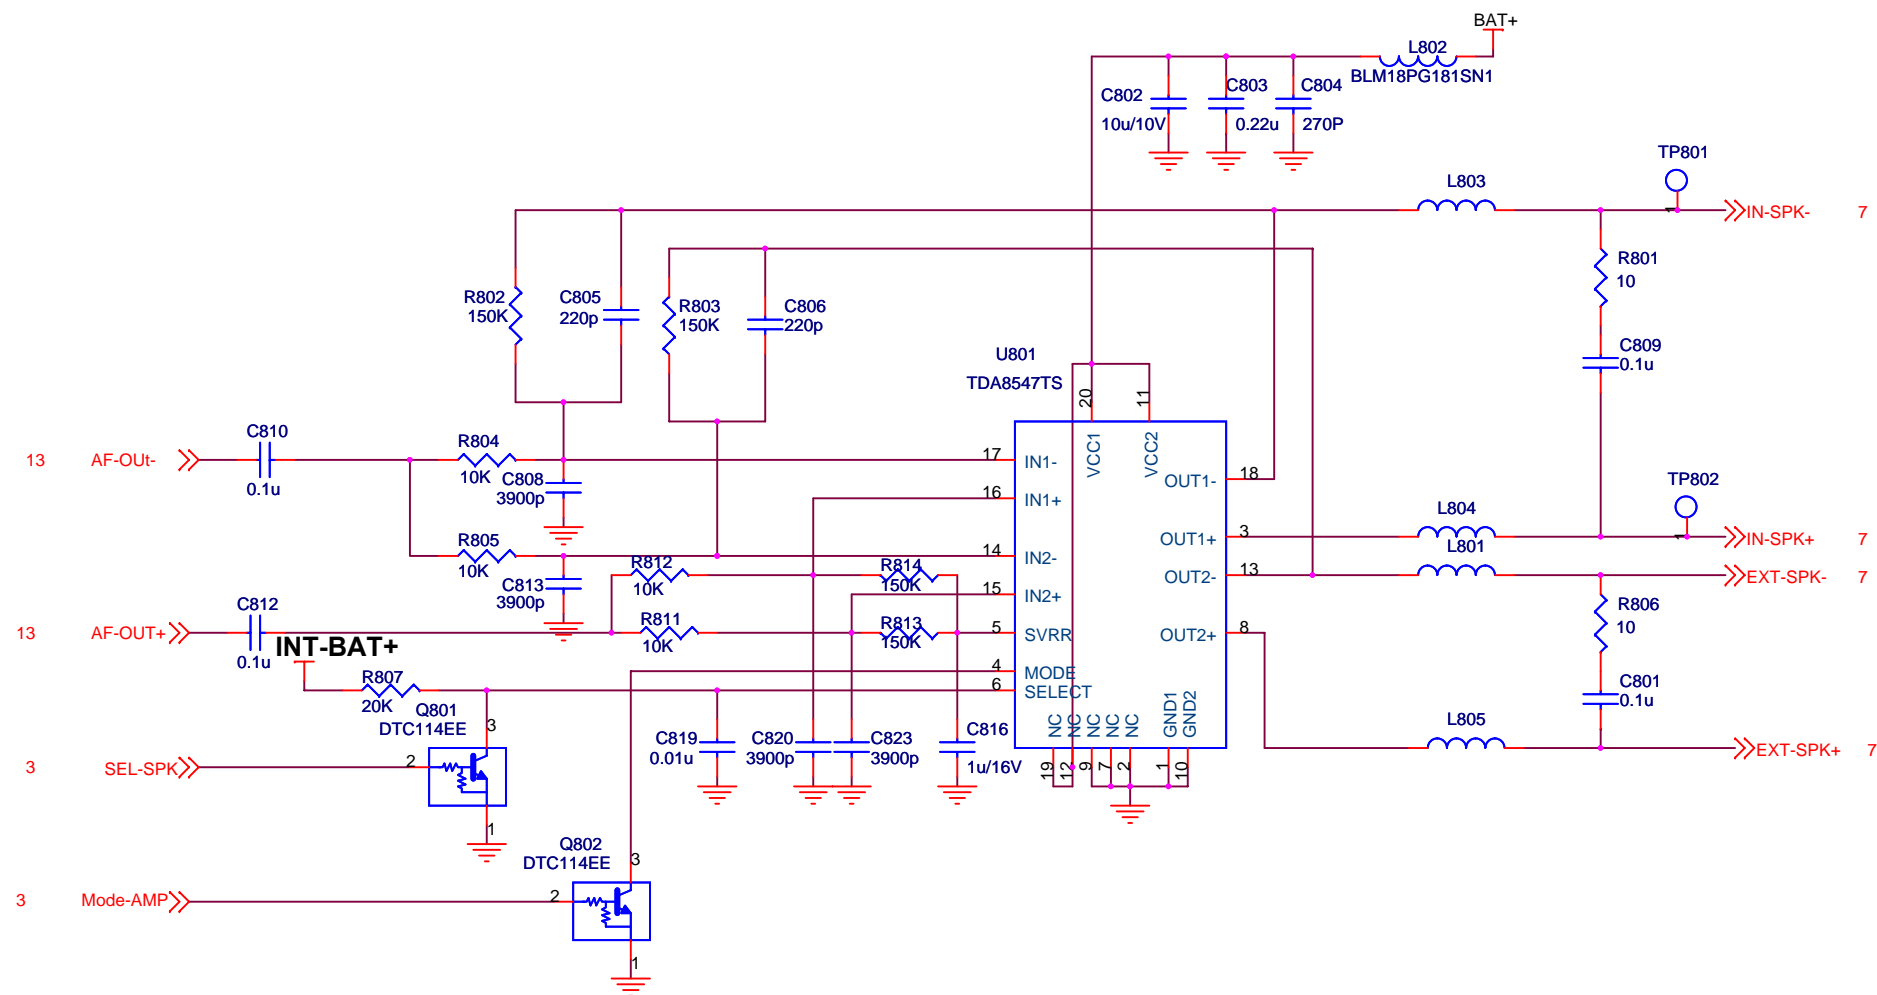 BAT+
L802
BLM18PG181SN1
C802
10u/10V
C803
0.22u
C804
270P
TP801
1
L803
IN-SPK-
7
R801
10
C809
0.1u
R802
150K
C805
220p
R803
150K
C806
220p
U801
TDA8547TS
20
11
VCC1
VCC2
C810
0.1u
13
AF-OUt-
R804
10K
C808
3900p
17
IN1-
16
IN1+
OUT1-
18
R805
10K
C813
3900p
14
IN2-
OUT1+
3
L804
TP802
1
IN-SPK+
7
L801
R812
10K
R814
150K
15
IN2+
OUT2-
13
EXT-SPK-
7
R806
10
C801
0.1u
C812
0.1u
13
AF-OUT+
INT-BAT+
R811
10K
R813
150K
5
SVRR
OUT2+
8
4
MODE
6
SELECT
R807
20K
Q801
DTC114EE
3
2
1
3
SEL-SPK
C819
0.01u
C820
3900p
C823
3900p
C816
1u/16V
NC
NC
NC
NC
NC
GND1
GND2
19
12
9
7
2
1
10
L805
EXT-SPK+
7
Q802
DTC114EE
3
2
1
3
Mode-AMP